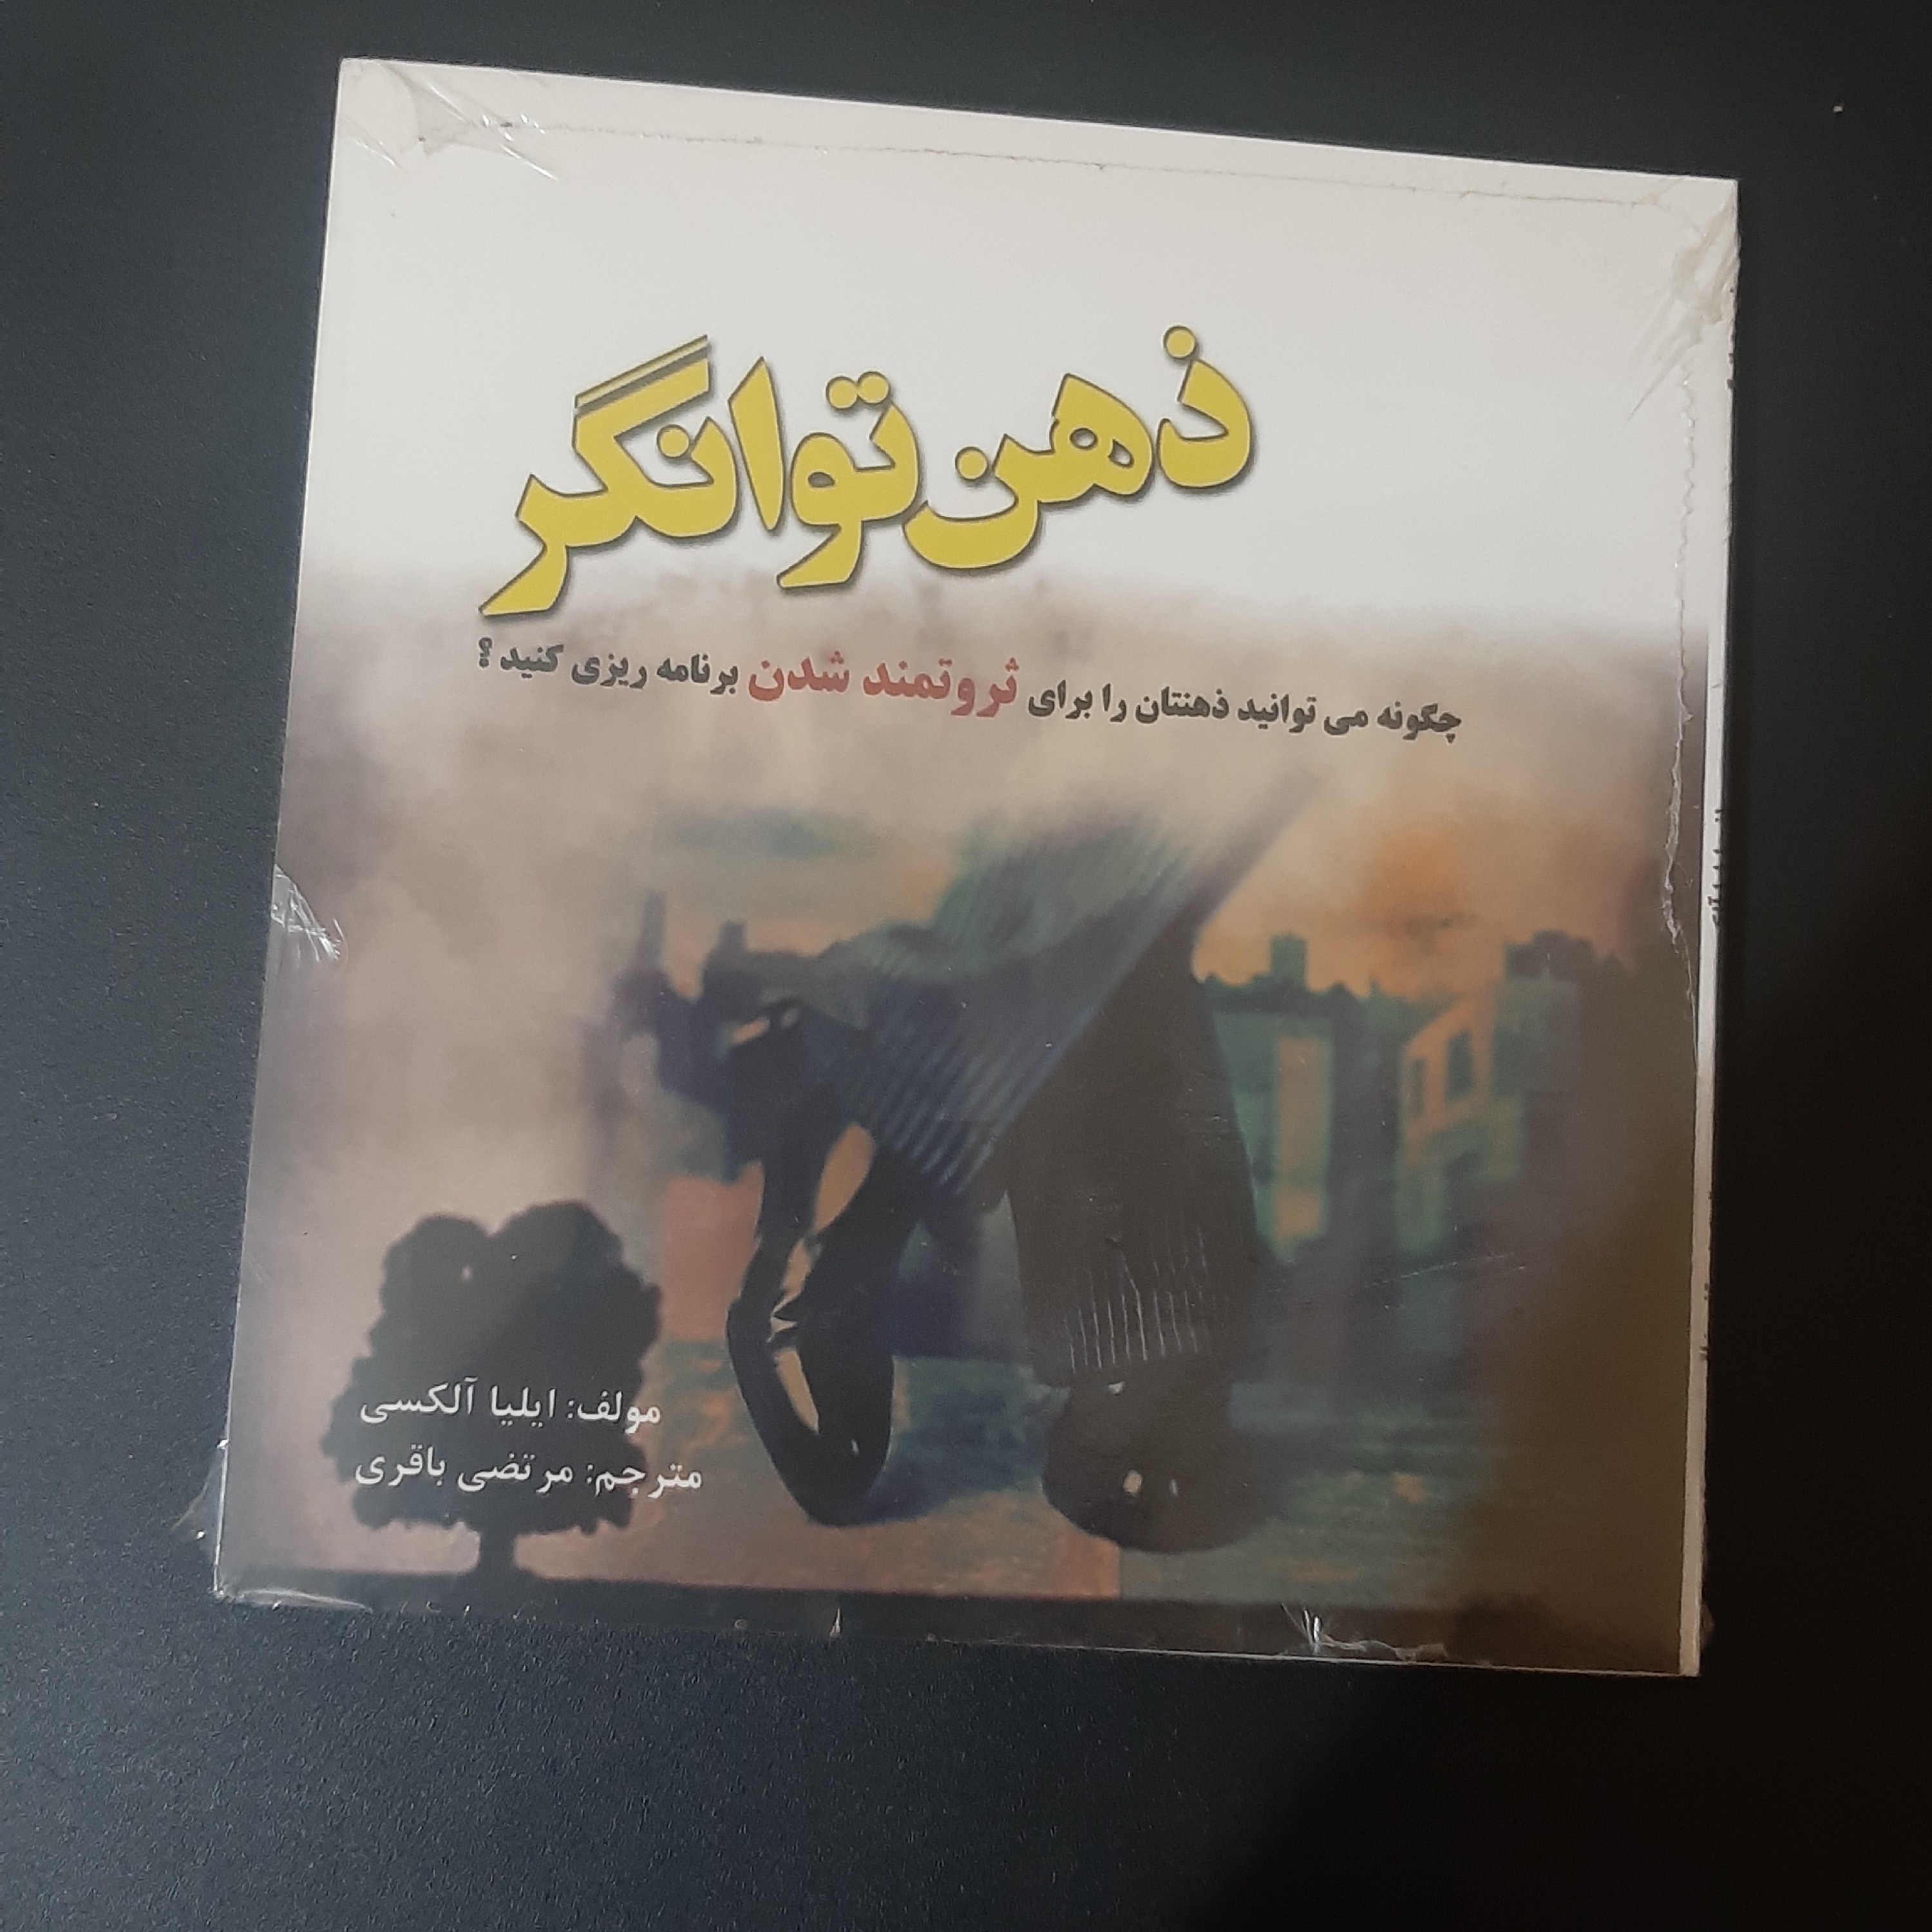 ذهن توانگر
چگونه می توانید ذهنتان را برای ثروتمند شدن برنامه ریزی کنید ؟
مولف: ایلیا آلکسی
مترجم: مرتضی باقری